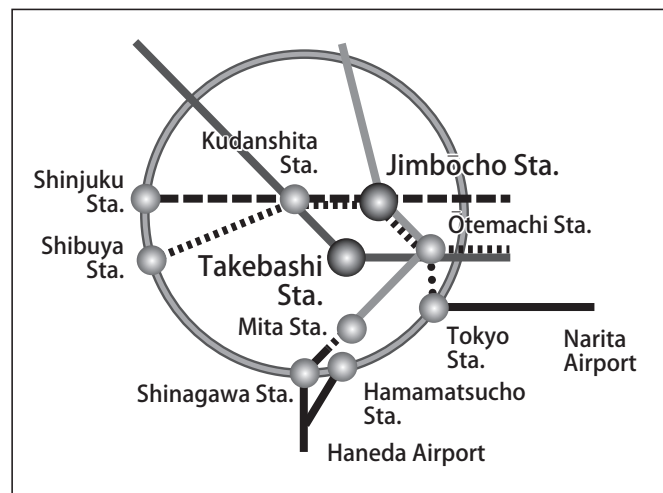 Kudanshita
Sta.
Jimbōcho Sta.
Shinjuku
Sta.
Ōtemachi Sta.
Shibuya
Sta.
Takebashi
Sta.
Mita Sta.
Tokyo
Sta.
Narita
Airport
Shinagawa Sta.
Hamamatsucho
Sta.
Haneda Airport